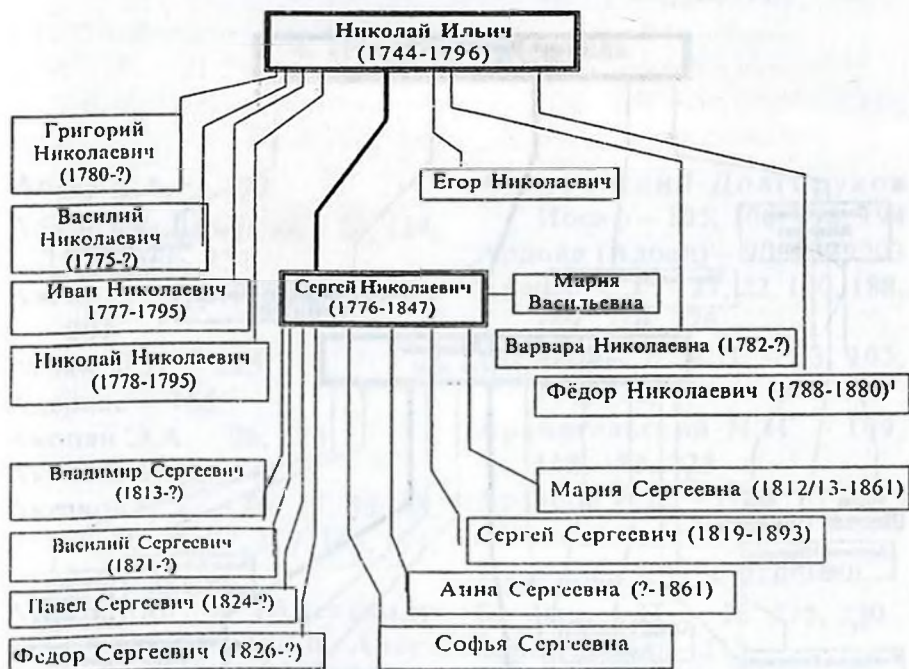 Николай Ильич
(1744-1796)
Григорий
Николаевич
(1780-?)
Егор Николаевич
Василий
Николаевич
(1775-?)
Иван Николаевич
1777-1795)
Сергей Николаевич
(1776-1847)
Мария
Васильевна
Варвара Николаевна (1782-?)
Николай Николаевич
(1778-1795)
Фёдор Николаевич (1788-1880)¹
Владимир Сергеевич
(1813-?)
Мария Сергеевна (1812/13-1861)
Сергей Сергеевич (1819-1893)
Василий Сергеевич
(1821-?)
Анна Сергеевна (?-1861)
Павел Сергеевич (1824-?)
Софья Сергеевна
Федор Сергеевич (1826-?)